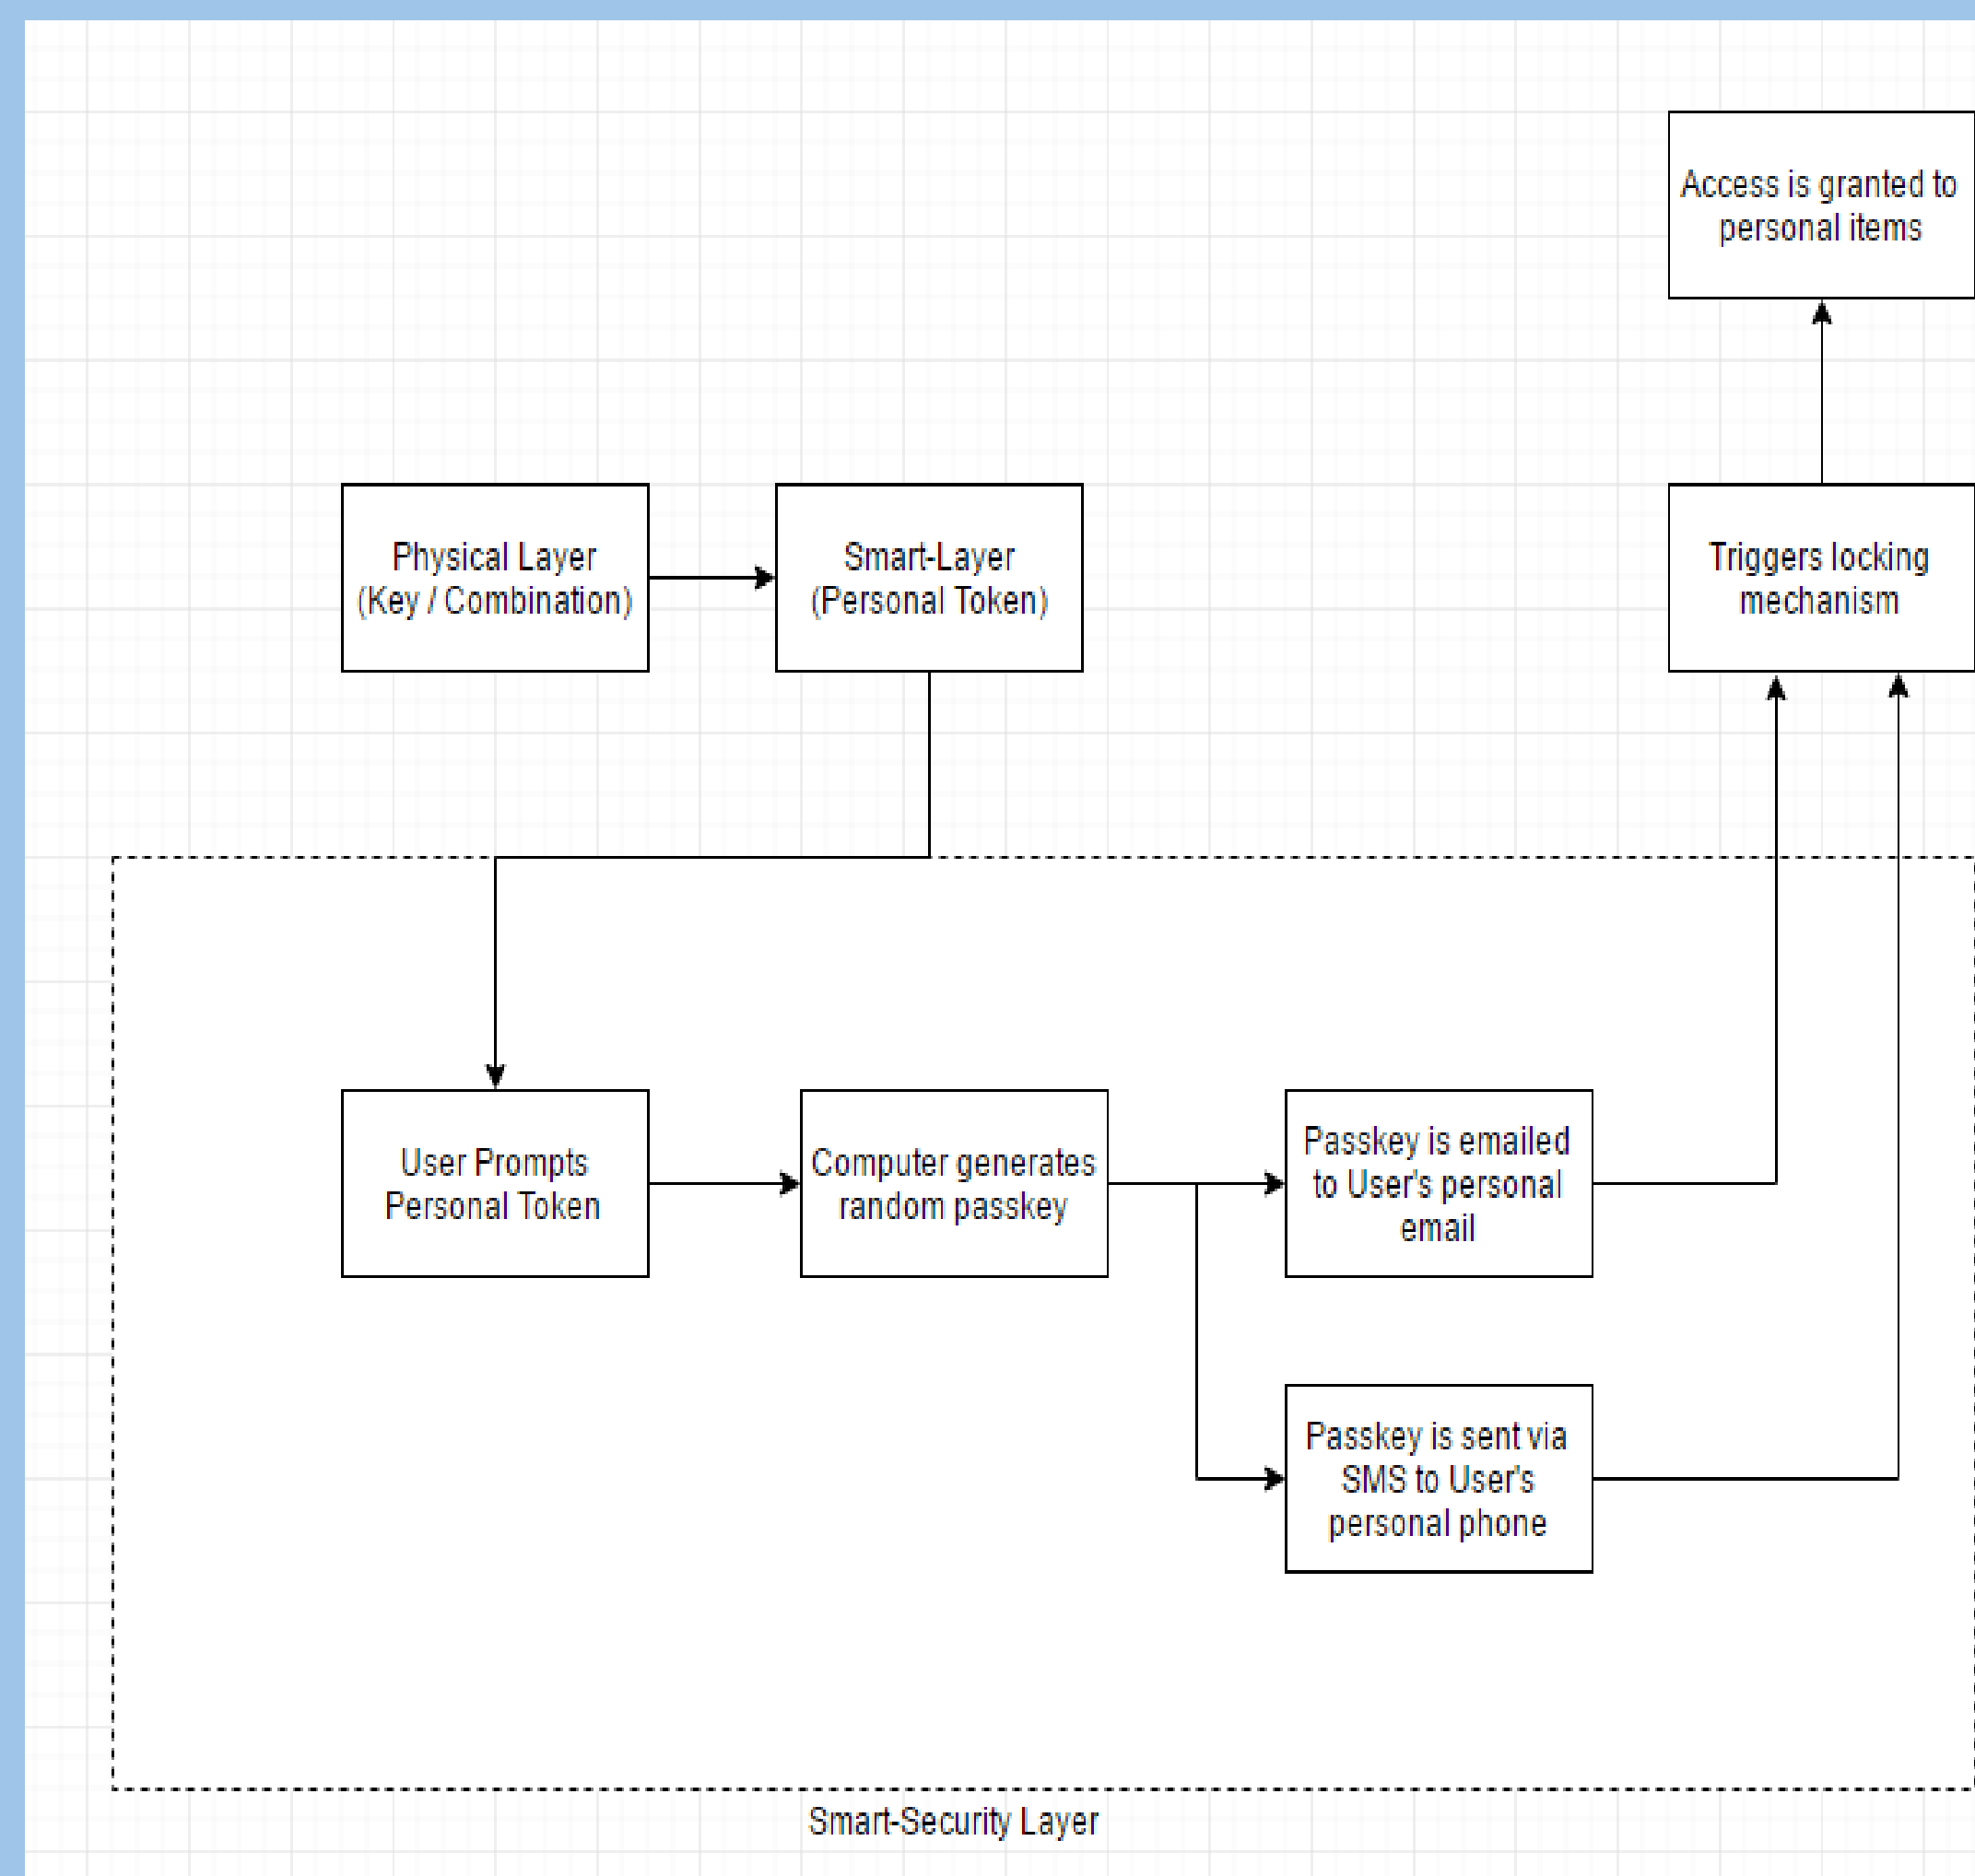 Access is granted to
personal items
Physical Layer
(Key / Combination)
Smart-Layer
(Personal Token)
Triggers locking
mechanism
User Prompts
Personal Token
Computer generates
random passkey
Passkey is emailed
to User's personal
email
Passkey is sent via
SMS to User's
personal phone
Smart-Security Layer